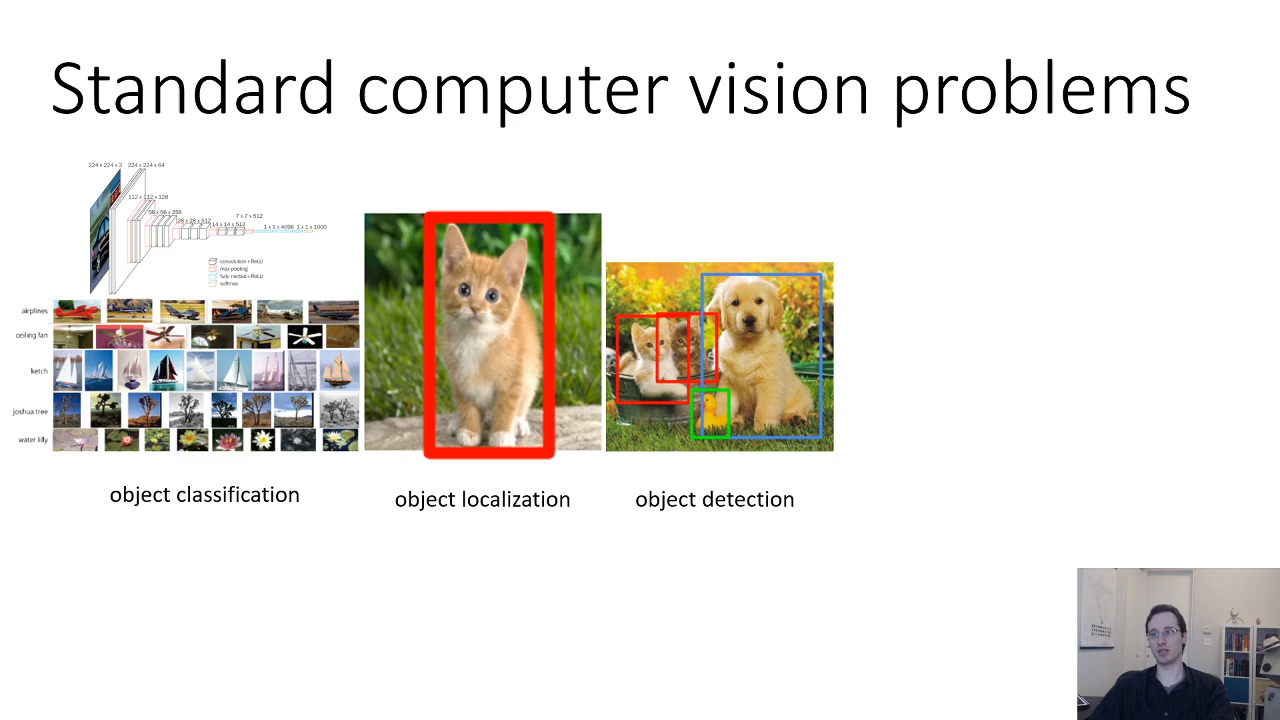 Standard computer vision problems
224 x 224 x 3 224 x 224 x 64
112 x 112 x 128
56 x 56 x 256
28 x 28 x 512
14 x 14 x 512
7 x 7 x 512
1 x 1 x 4096 1 x 1 x 1000
convolution+ReLU
max pooling
fully nected+ReLU
softmax
airplines
ceiling fan
ketch
joshua tree
water lilly
object classification
object localization
object detection